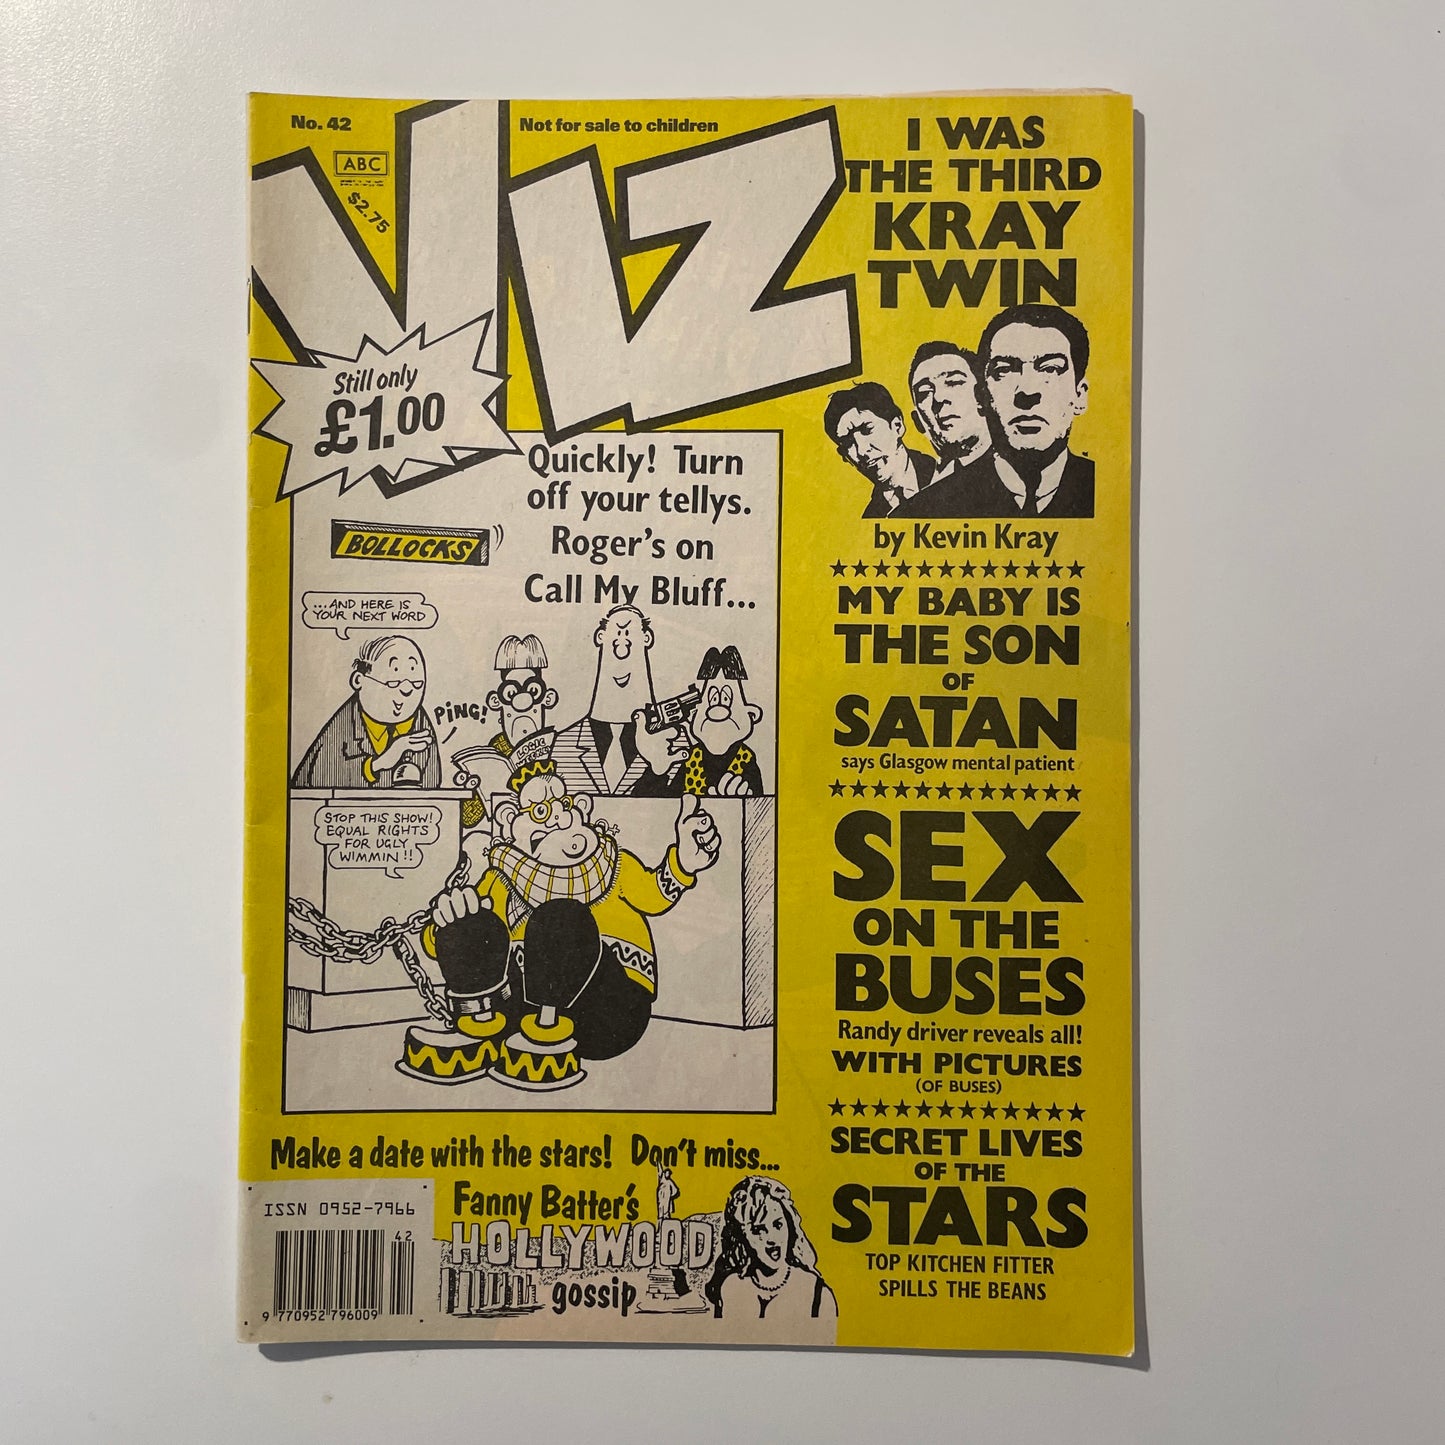 No. 42
Not for sale to children
ABC
$2.75
VIZ
Still only
£1.00
Quickly! Turn
off your tellys.
Roger's on
Call My Bluff...
BOLLOCKS
...AND HERE IS
YOUR NEXT WORD
PiNG!
STOP THIS SHOW!
EQUAL RIGHTS
FOR UGLY
WIMMIN!!
I WAS
THE THIRD
KRAY
TWIN
by Kevin Kray
MY BABY IS
THE SON
OF
SATAN
says Glasgow mental patient
SEX
ON THE
BUSES
Randy driver reveals all!
WITH PICTURES
(OF BUSES)
SECRET LIVES
OF THE
STARS
TOP KITCHEN FITTER
SPILLS THE BEANS
Make a date with the stars! Don't miss...
Fanny Batter's
HOLLYWOOD
gossip
ISSN 0952-7966
42
9 770952 796009